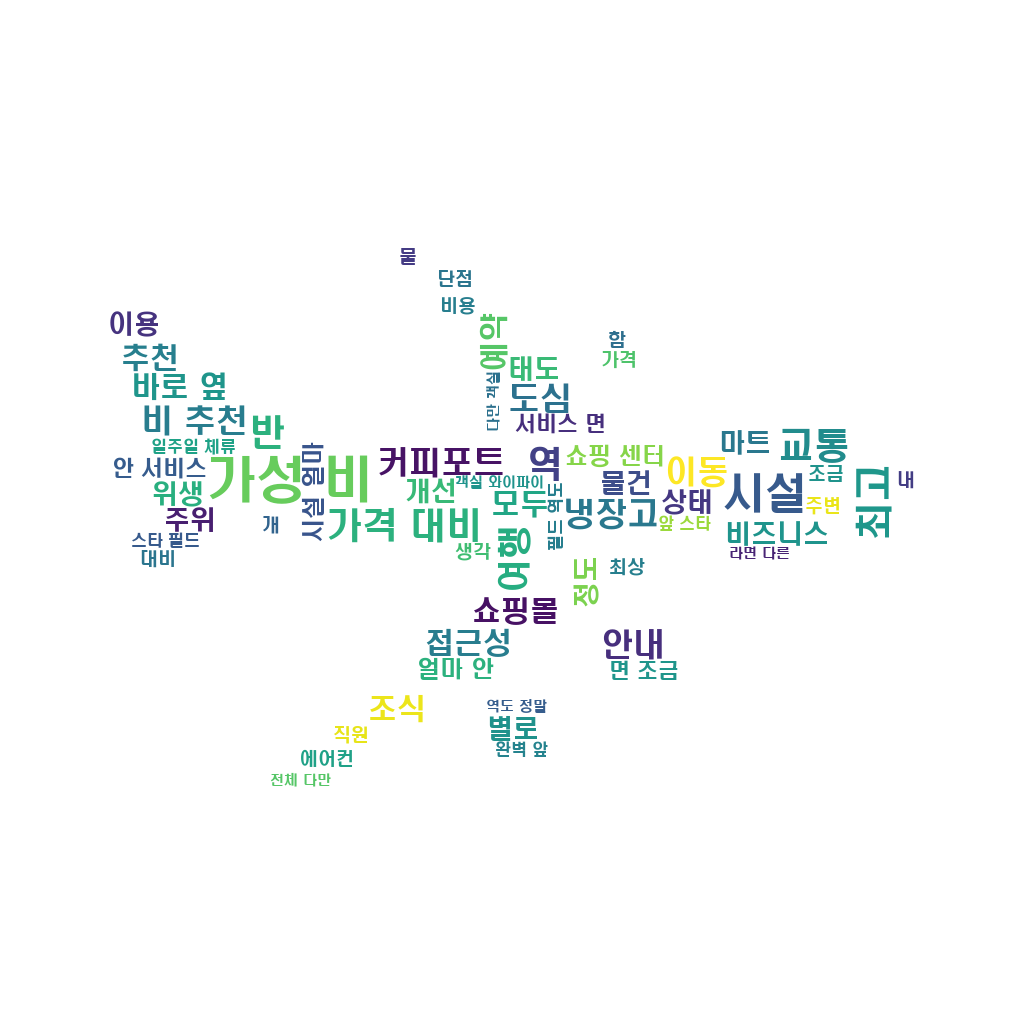 물
단점
비용
이용
예약
함
추천
태도
가격
바로 옆
다만 객실
도심
비 추천
반
서비스 면
마트
교통
일주일 체류
시설 얼마
커피포트
역
쇼핑 센터
이동
조금
안 서비스
가성 비
개선
객실 와이파이
물건
시설
최고
내
위생
모두
필드 역도
냉장고
상태
주변
주위
개
가격 대비
앞 스타
비즈니스
스타 필드
생각
여행
라면 다른
대비
정도
최상
쇼핑몰
접근성
안내
얼마 안
면 조금
조식
역도 정말
직원
별로
에어컨
완벽 앞
전체 다만